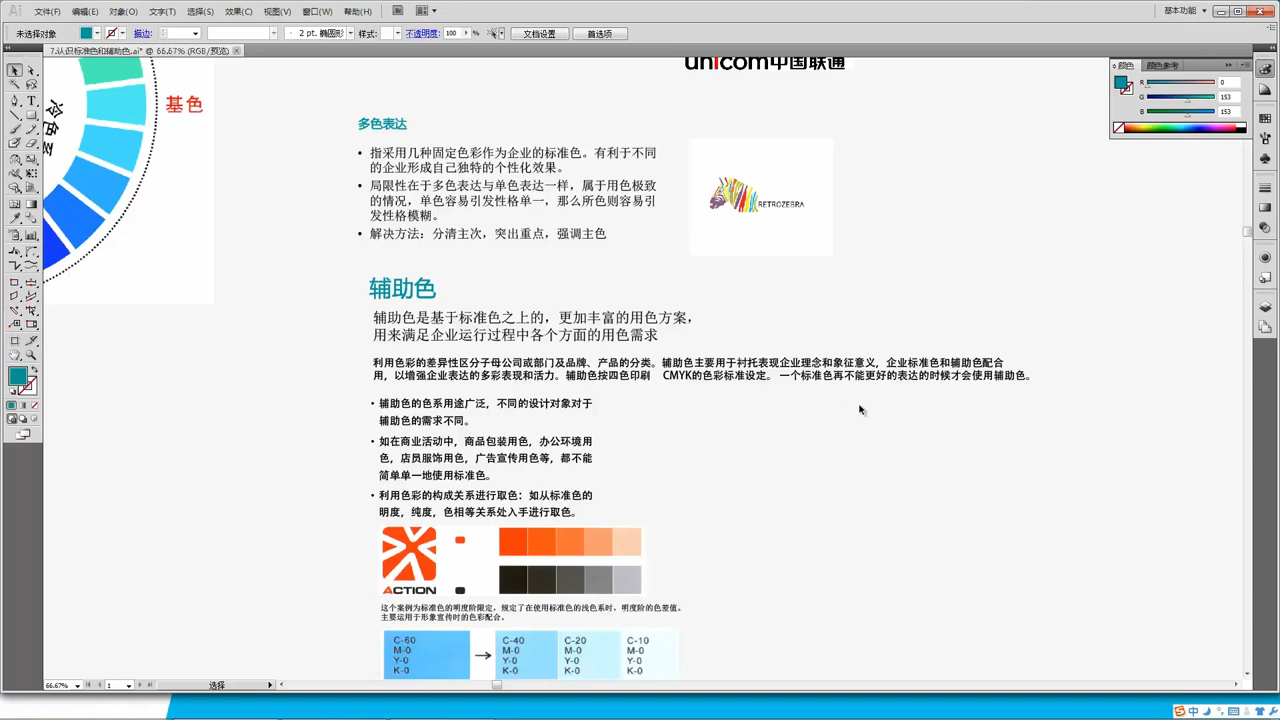 Ai 文件(F) 编辑(E) 对象(O) 文字(T) 选择(S) 效果(C) 视图(V) 窗口(W) 帮助(H) Br 基本功能
未选择对象 描边: 2 pt. 椭圆形 样式: 不透明度: 100 % 文档设置 首选项
7.认识标准色和辅助色.ai* @ 66.67% (RGB/预览)
颜色 颜色参考
R 0
G 153
B 153
冷色系
基色
unicom中国联通
多色表达
• 指采用几种固定色彩作为企业的标准色。有利于不同
的企业形成自己独特的个性化效果。
• 局限性在于多色表达与单色表达一样，属于用色极致
的情况，单色容易引发性格单一，那么所色则容易引
发性格模糊。
• 解决方法：分清主次，突出重点，强调主色
RETROZEBRA
辅助色
辅助色是基于标准色之上的，更加丰富的用色方案，
用来满足企业运行过程中各个方面的用色需求
利用色彩的差异性区分子母公司或部门及品牌、产品的分类。辅助色主要用于衬托表现企业理念和象征意义，企业标准色和辅助色配合
用，以增强企业表达的多彩表现和活力。辅助色按四色印刷 CMYK的色彩标准设定。 一个标准色再不能更好的表达的时候才会使用辅助色。
• 辅助色的色系用途广泛，不同的设计对象对于
辅助色的需求不同。
• 如在商业活动中，商品包装用色，办公环境用
色，店员服饰用色，广告宣传用色等，都不能
简单单一地使用标准色。
• 利用色彩的构成关系进行取色：如从标准色的
明度，纯度，色相等关系处入手进行取色。
ACTION
这个案例为标准色的明度阶限定，规定了在使用标准色的浅色系时，明度阶的色差值。
主要运用于形象宣传时的色彩配合。
C-60 C-40 C-20 C-10
M-0 M-0 M-0 M-0
Y-0 Y-0 Y-0 Y-0
K-0 K-0 K-0 K-0
66.67% 1 选择
中